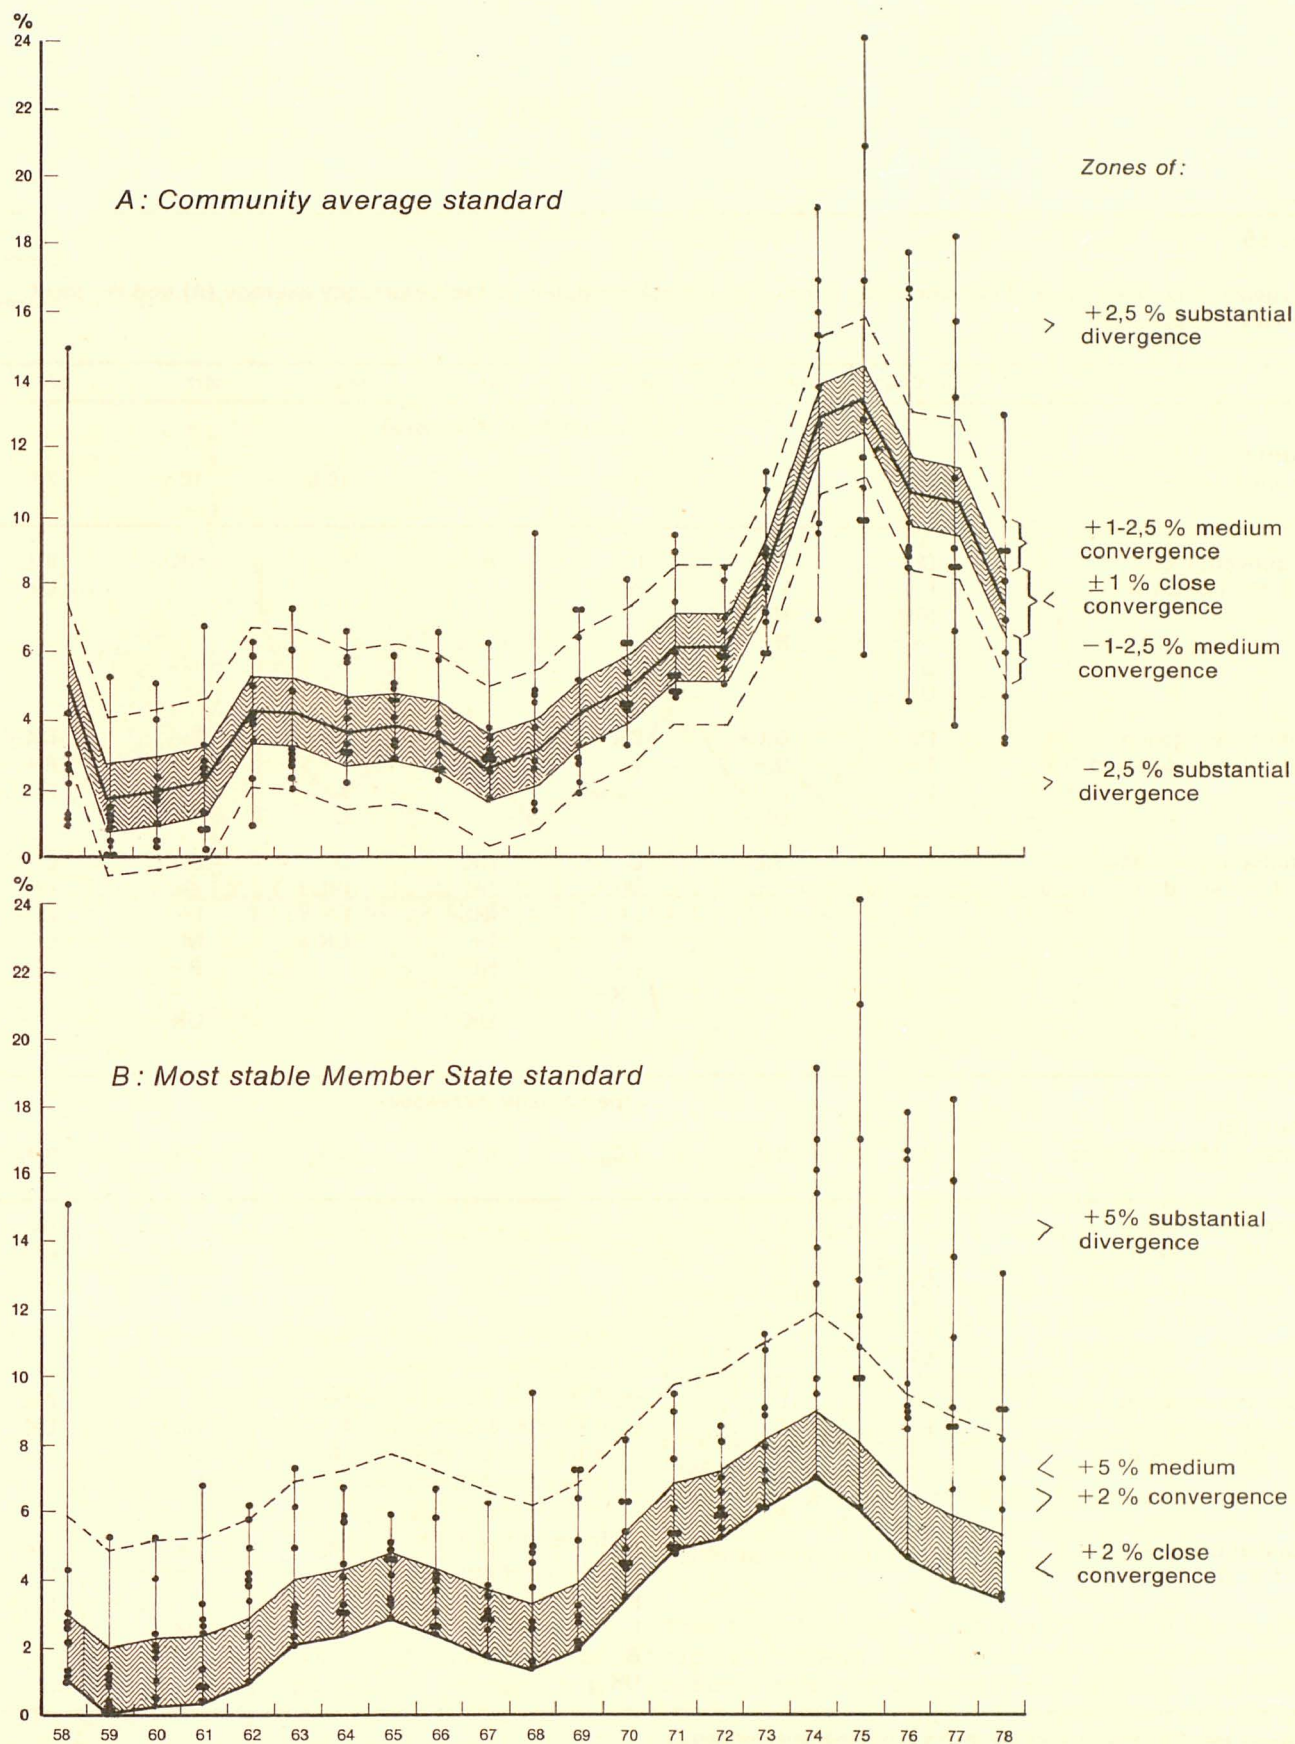 %
24
22
20
18
16
14
12
10
8
6
4
2
0
A: Community average standard
Zones of:
> +2,5 % substantial
divergence
+1-2,5 % medium
convergence
±1 % close
< convergence
−1-2,5 % medium
convergence
> −2,5 % substantial
divergence
%
24
22
20
18
16
14
12
10
8
6
4
2
0
B: Most stable Member State standard
> +5% substantial
divergence
< +5 % medium
> +2 % convergence
< +2 % close
convergence
58 59 60 61 62 63 64 65 66 67 68 69 70 71 72 73 74 75 76 77 78